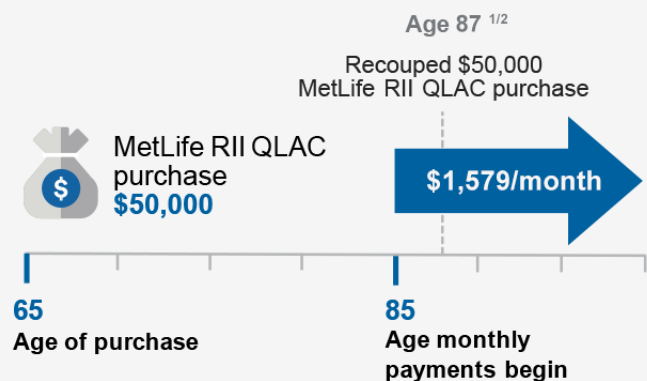 Age 87 1/2
Recouped $50,000
MetLife RII QLAC purchase
MetLife RII QLAC
purchase
$50,000
$
$1,579/month
65
Age of purchase
85
Age monthly
payments begin